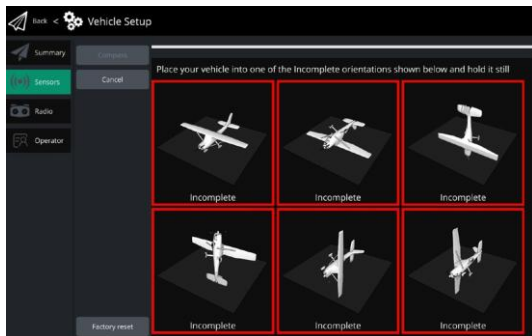 Back < Vehicle Setup
Summary
Compass
Place your vehicle into one of the Incomplete orientations shown below and hold it still
Sensors
Cancel
Radio
Operator
Incomplete Incomplete Incomplete
Incomplete Incomplete Incomplete
Factory reset